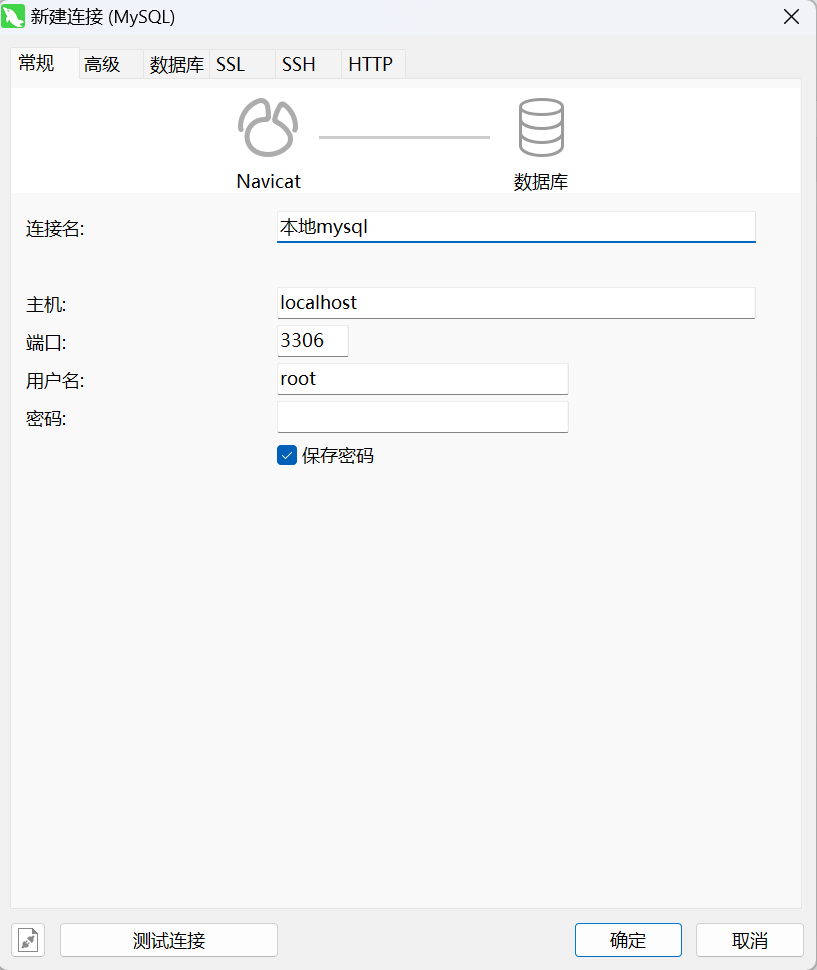 新建连接 (MySQL)
常规 高级 数据库 SSL SSH HTTP
Navicat 数据库
连接名: 本地mysql
主机: localhost
端口: 3306
用户名: root
密码:
保存密码
测试连接 确定 取消